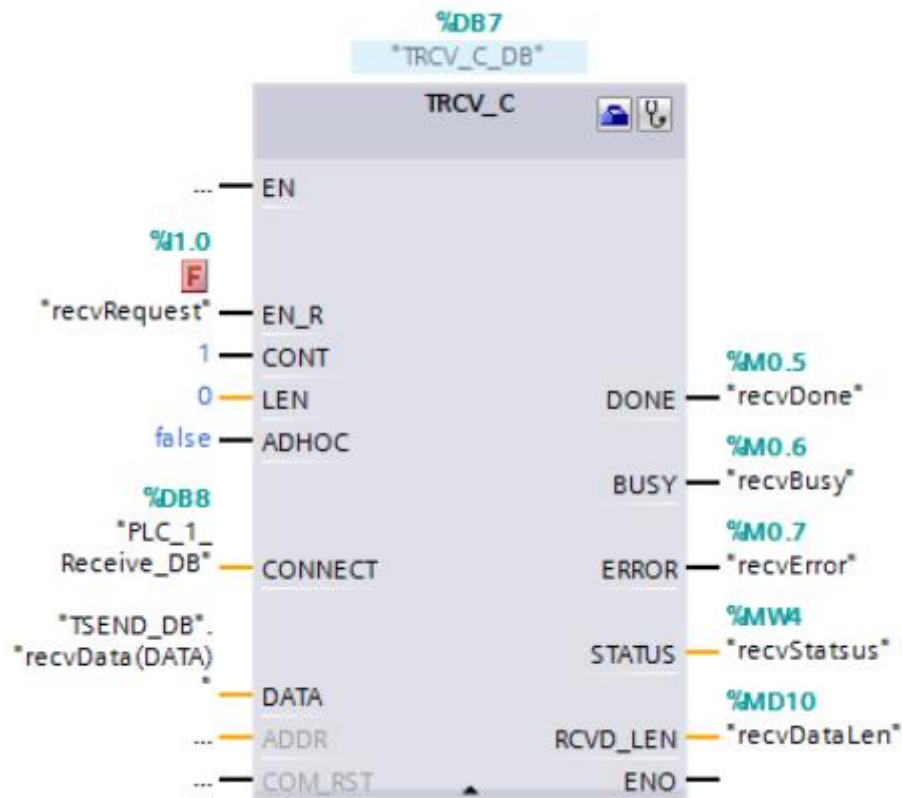 %DB7
"TRCV_C_DB"
TRCV_C
... EN
%I1.0
F
"recvRequest" EN_R
1 CONT
0 LEN
false ADHOC
%DB8
"PLC_1_
Receive_DB" CONNECT
"TSEND_DB".
"recvData(DATA)
" DATA
... ADDR
... COM_RST
%M0.5
DONE "recvDone"
%M0.6
BUSY "recvBusy"
%M0.7
ERROR "recvError"
%MW4
STATUS "recvStatsus"
%MD10
RCVD_LEN "recvDataLen"
ENO